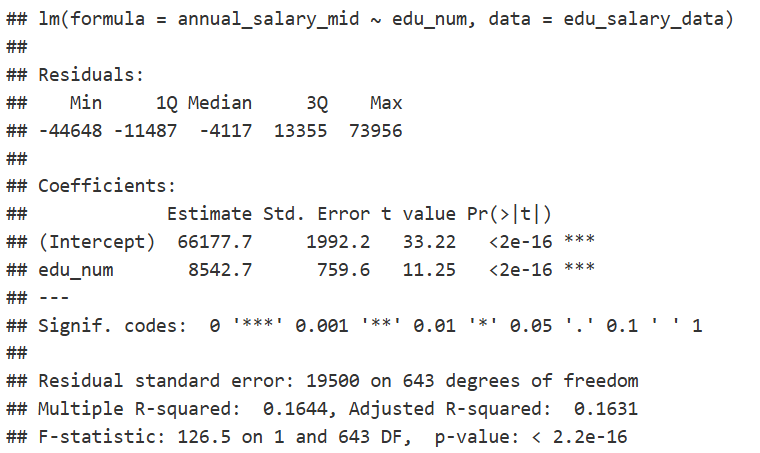 ## lm(formula = annual_salary_mid ~ edu_num, data = edu_salary_data)
##
## Residuals:
##    Min     1Q Median     3Q    Max
## -44648 -11487  -4117  13355  73956
##
## Coefficients:
##             Estimate Std. Error t value Pr(>|t|)
## (Intercept)  66177.7     1992.2   33.22   <2e-16 ***
## edu_num       8542.7      759.6   11.25   <2e-16 ***
## ---
## Signif. codes:  0 '***' 0.001 '**' 0.01 '*' 0.05 '.' 0.1 ' ' 1
##
## Residual standard error: 19500 on 643 degrees of freedom
## Multiple R-squared:  0.1644, Adjusted R-squared:  0.1631
## F-statistic: 126.5 on 1 and 643 DF,  p-value: < 2.2e-16